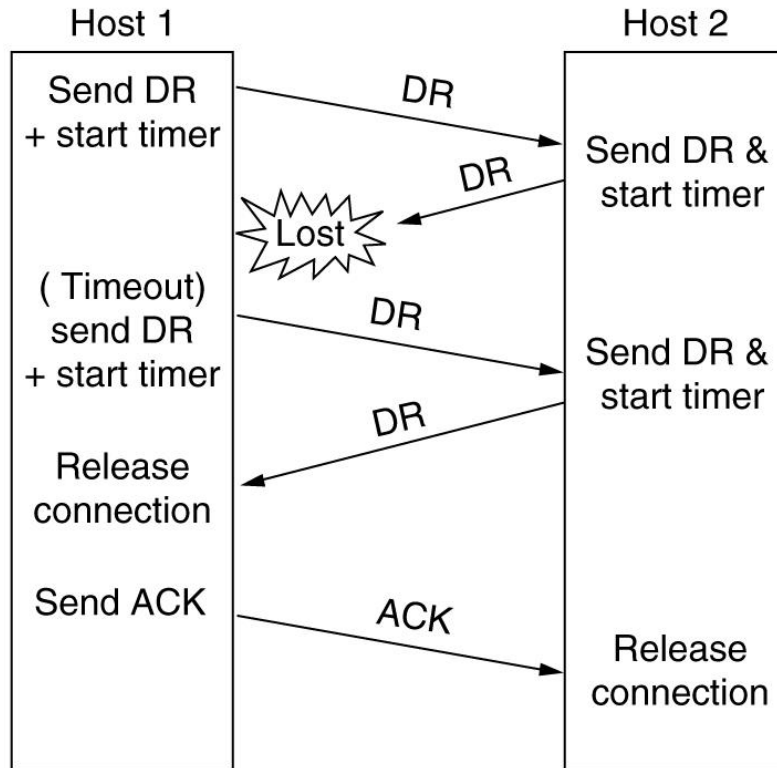 Host 1
Host 2
Send DR
+ start timer
DR
Send DR &
start timer
DR
Lost
( Timeout)
send DR
+ start timer
DR
Send DR &
start timer
DR
Release
connection
Send ACK
ACK
Release
connection